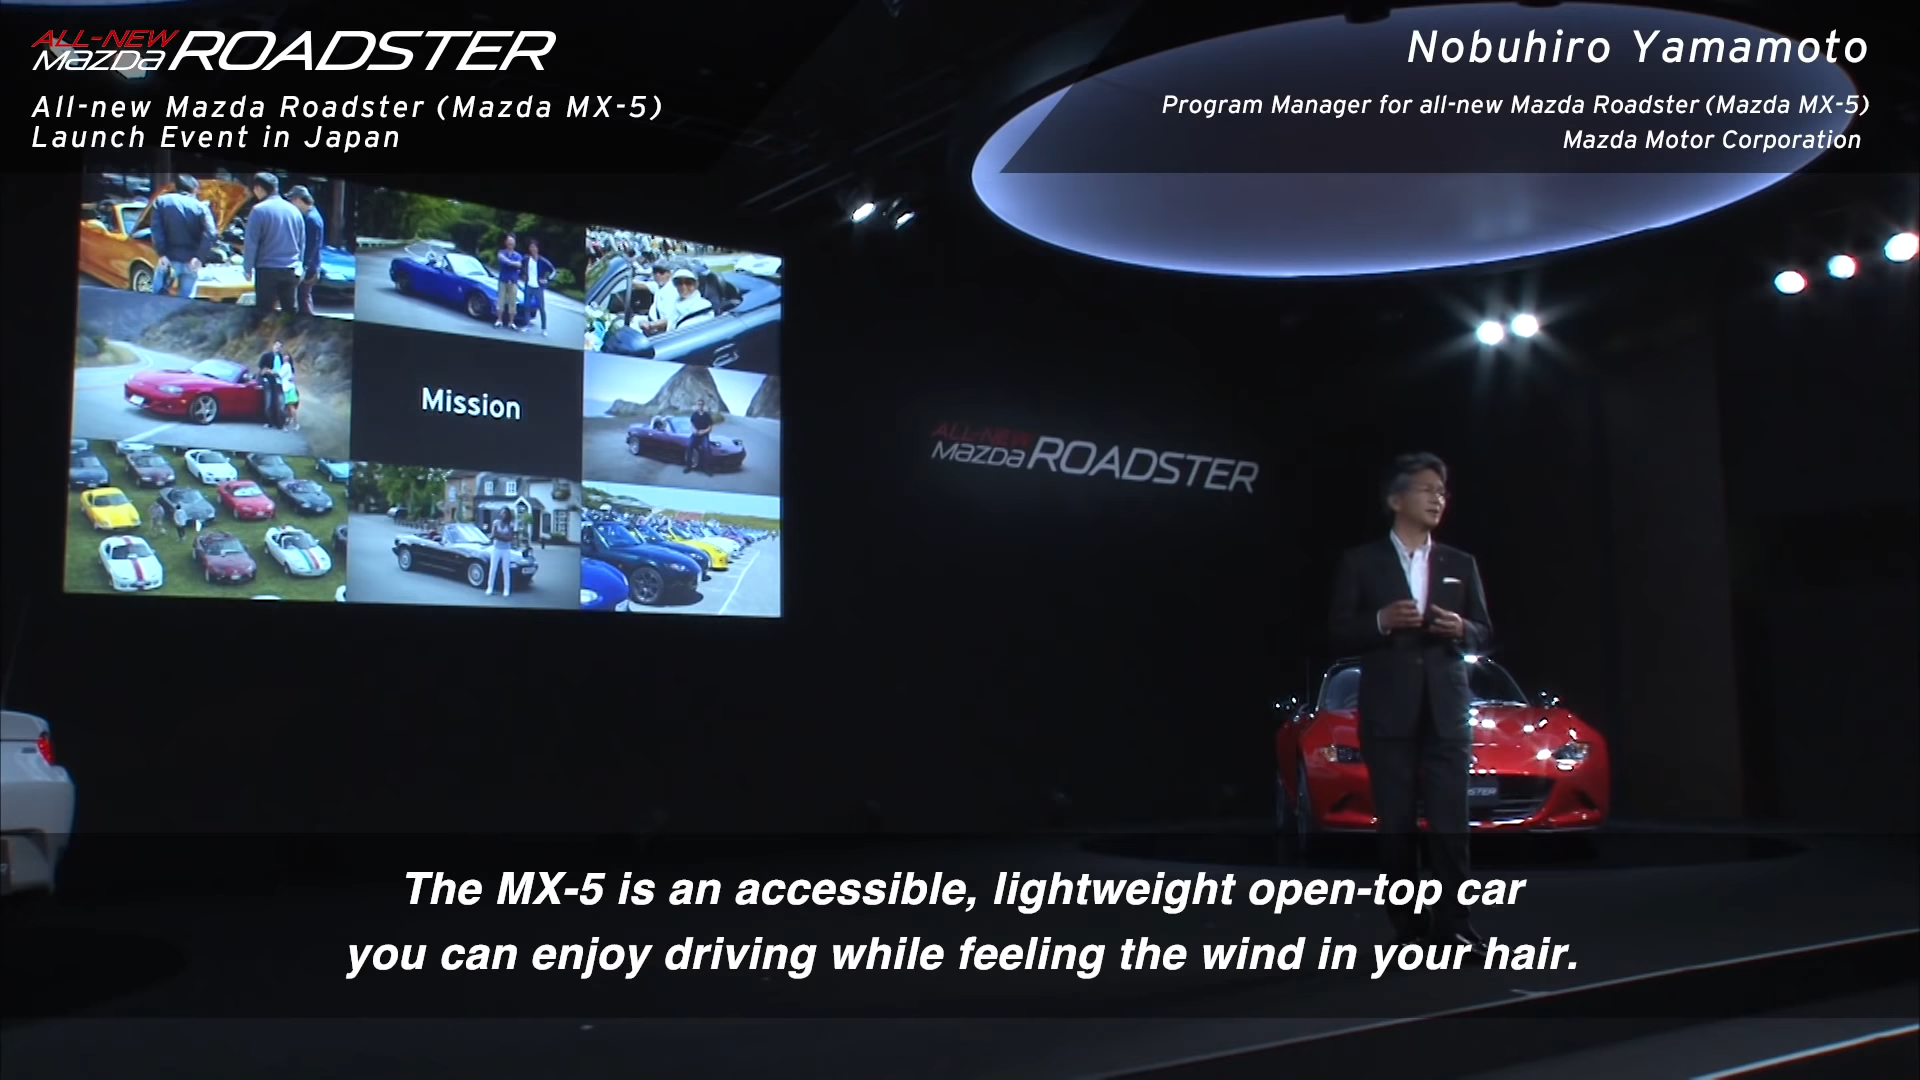 ALL-NEW
Mazda ROADSTER
All-new Mazda Roadster (Mazda MX-5)
Launch Event in Japan
Nobuhiro Yamamoto
Program Manager for all-new Mazda Roadster (Mazda MX-5)
Mazda Motor Corporation
Mission
ALL-NEW
Mazda ROADSTER
The MX-5 is an accessible, lightweight open-top car
you can enjoy driving while feeling the wind in your hair.